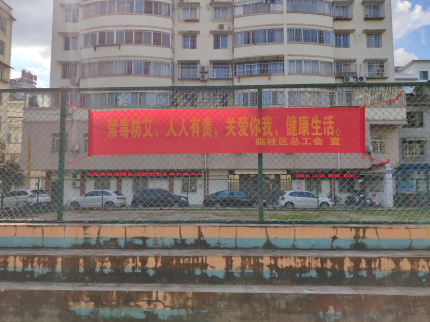 禁毒防艾，人人有责，关爱你我，健康生活。
临桂区总工会 宣